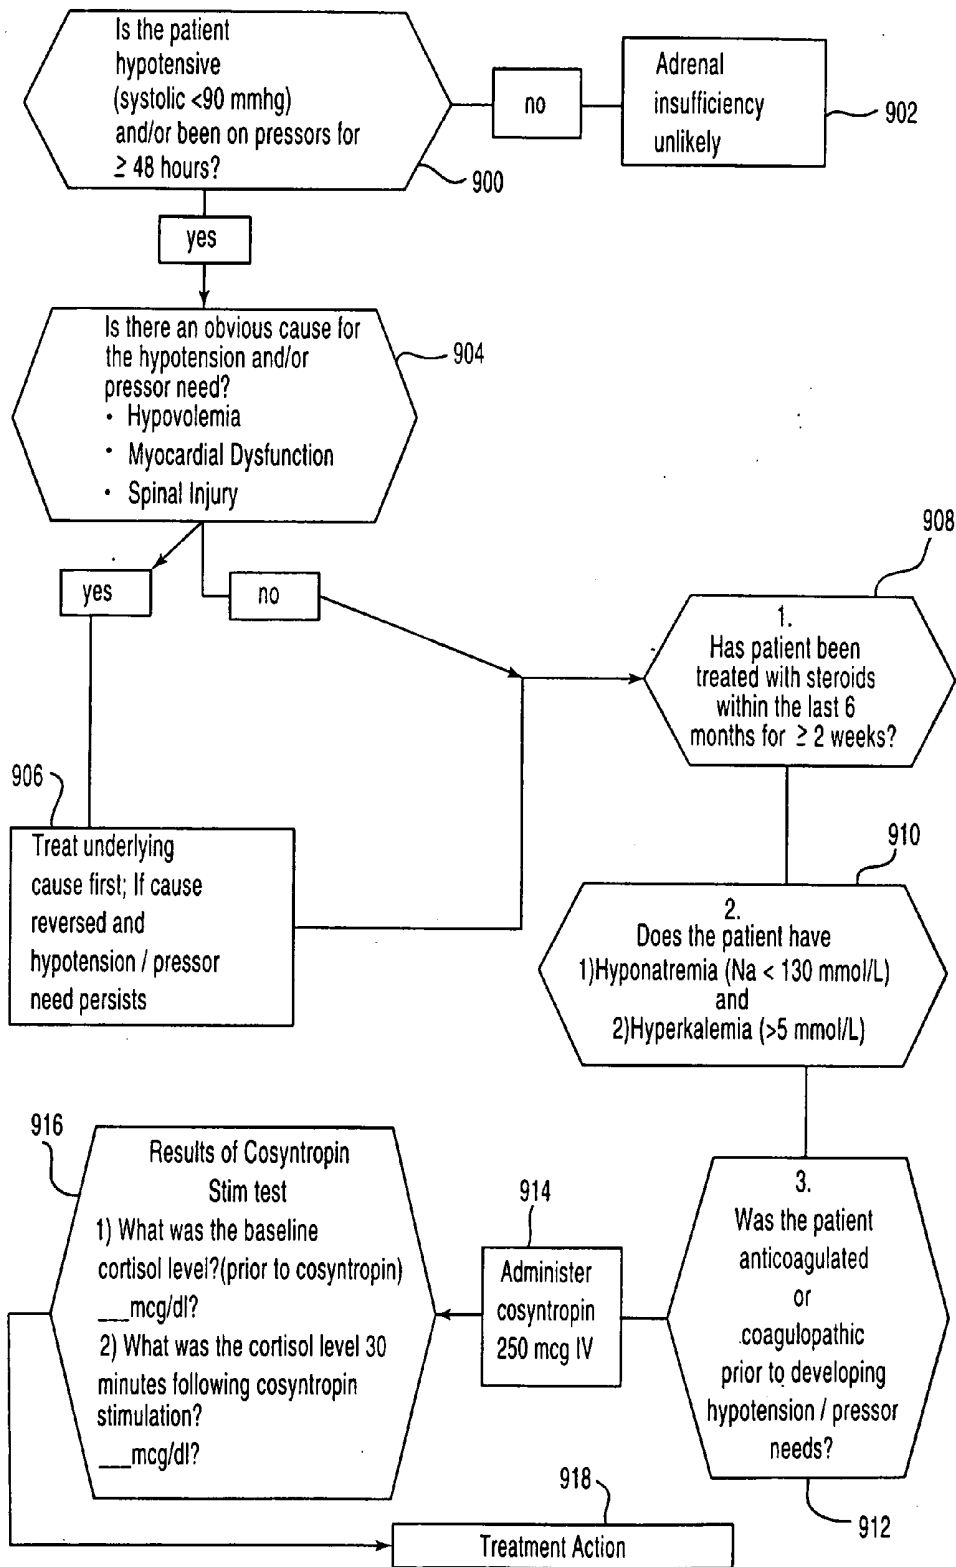 Is the patient
hypotensive
(systolic <90 mmhg)
and/or been on pressors for
≥ 48 hours?
900
no
Adrenal
insufficiency
unlikely
902
yes
Is there an obvious cause for
the hypotension and/or
pressor need?
• Hypovolemia
• Myocardial Dysfunction
• Spinal Injury
904
yes
no
908
1.
Has patient been
treated with steroids
within the last 6
months for ≥ 2 weeks?
906
Treat underlying
cause first; If cause
reversed and
hypotension / pressor
need persists
910
2.
Does the patient have
1)Hyponatremia (Na < 130 mmol/L)
and
2)Hyperkalemia (>5 mmol/L)
3.
Was the patient
anticoagulated
or
coagulopathic
prior to developing
hypotension / pressor
needs?
912
914
Administer
cosyntropin
250 mcg IV
916
Results of Cosyntropin
Stim test
1) What was the baseline
cortisol level?(prior to cosyntropin)
___mcg/dl?
2) What was the cortisol level 30
minutes following cosyntropin
stimulation?
___mcg/dl?
918
Treatment Action